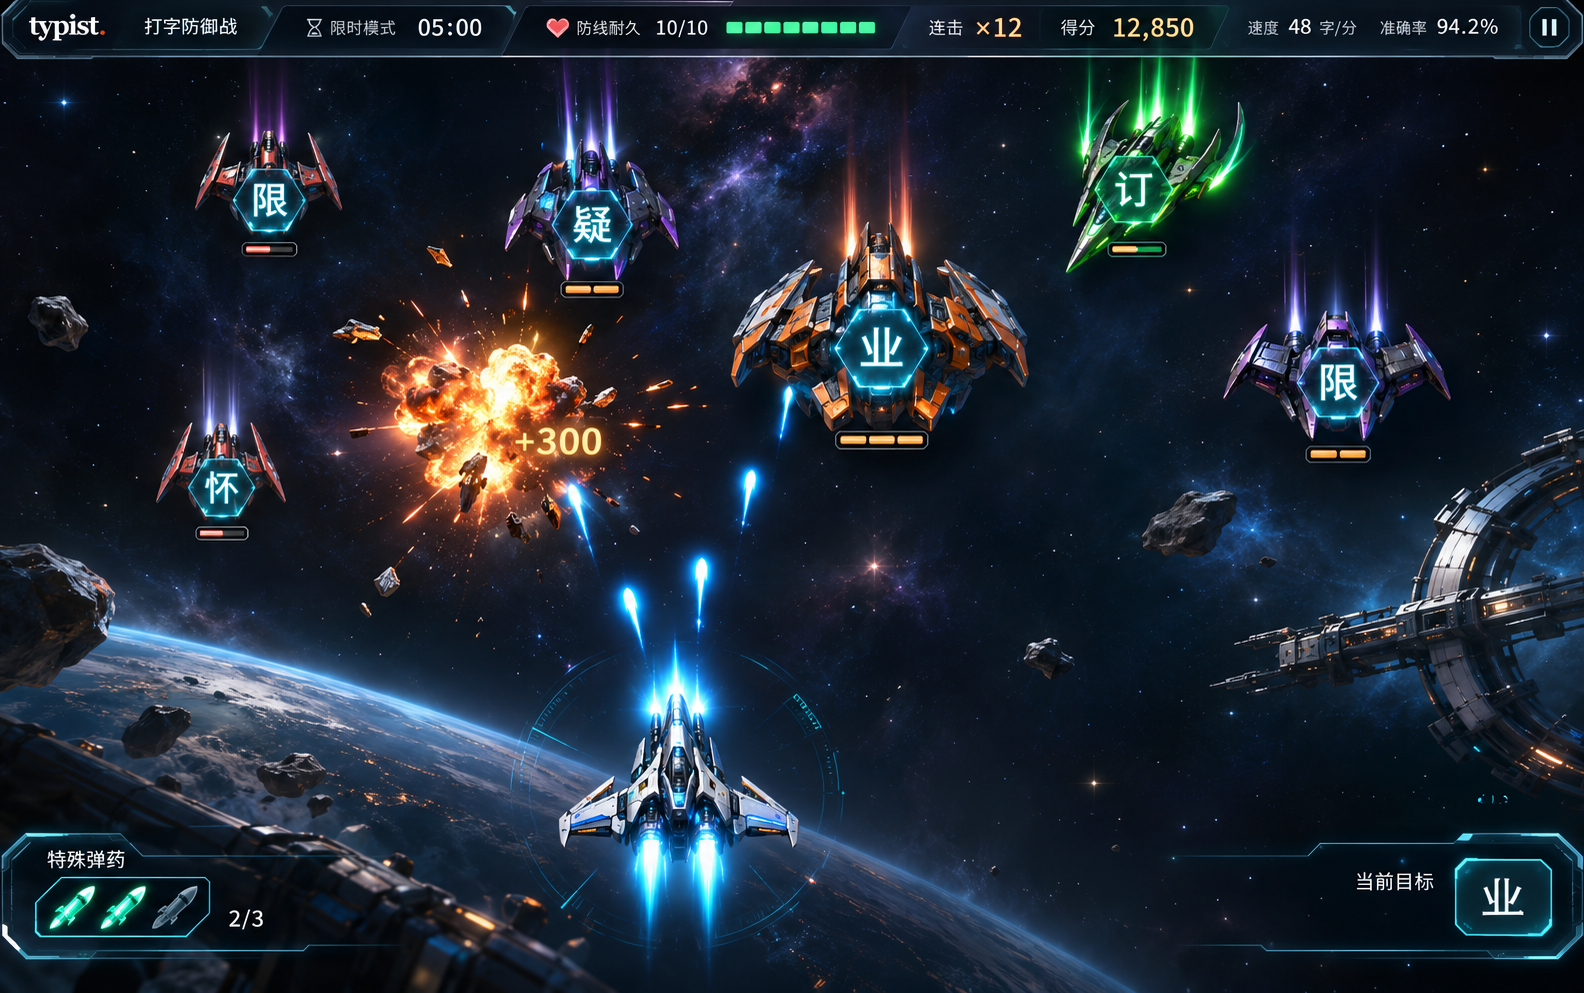 typist. 打字防御战 限时模式 05:00 防线耐久 10/10 连击 ×12 得分 12,850 速度 48 字/分 准确率 94.2%
限
疑
订
业
限
+300
怀
特殊弹药
2/3
当前目标
业